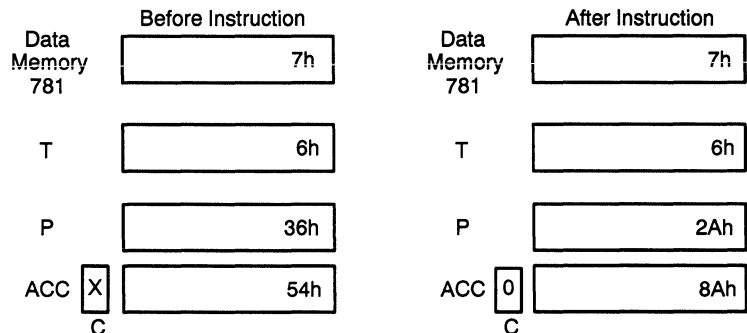 Before Instruction
Data
Memory
781
7h
T
6h
P
36h
ACC
X
54h
C
After Instruction
Data
Memory
781
7h
T
6h
P
2Ah
ACC
0
8Ah
C